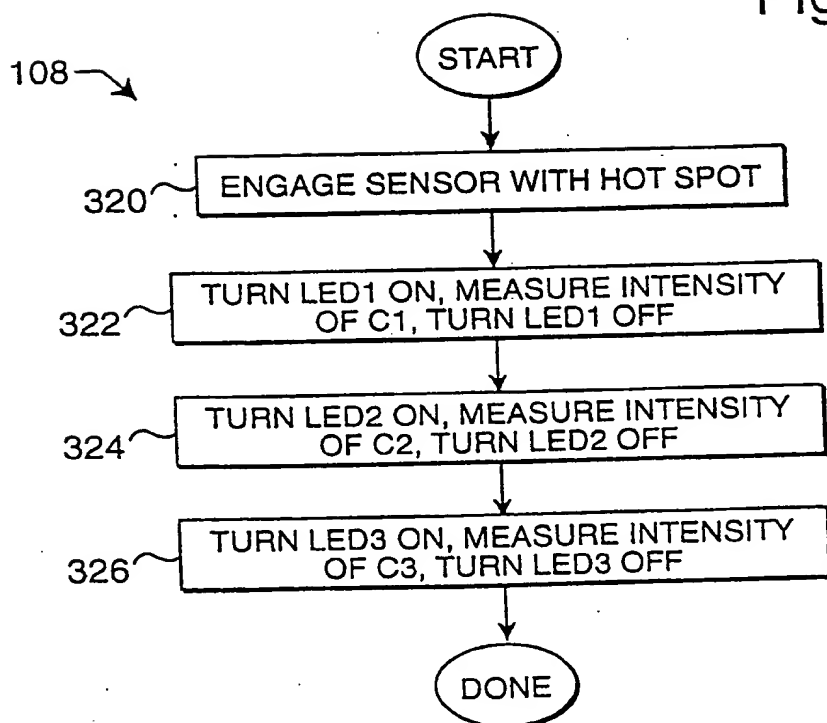 Fig
START
108
ENGAGE SENSOR WITH HOT SPOT
320
TURN LED1 ON, MEASURE INTENSITY
OF C1, TURN LED1 OFF
322
TURN LED2 ON, MEASURE INTENSITY
OF C2, TURN LED2 OFF
324
TURN LED3 ON, MEASURE INTENSITY
OF C3, TURN LED3 OFF
326
DONE